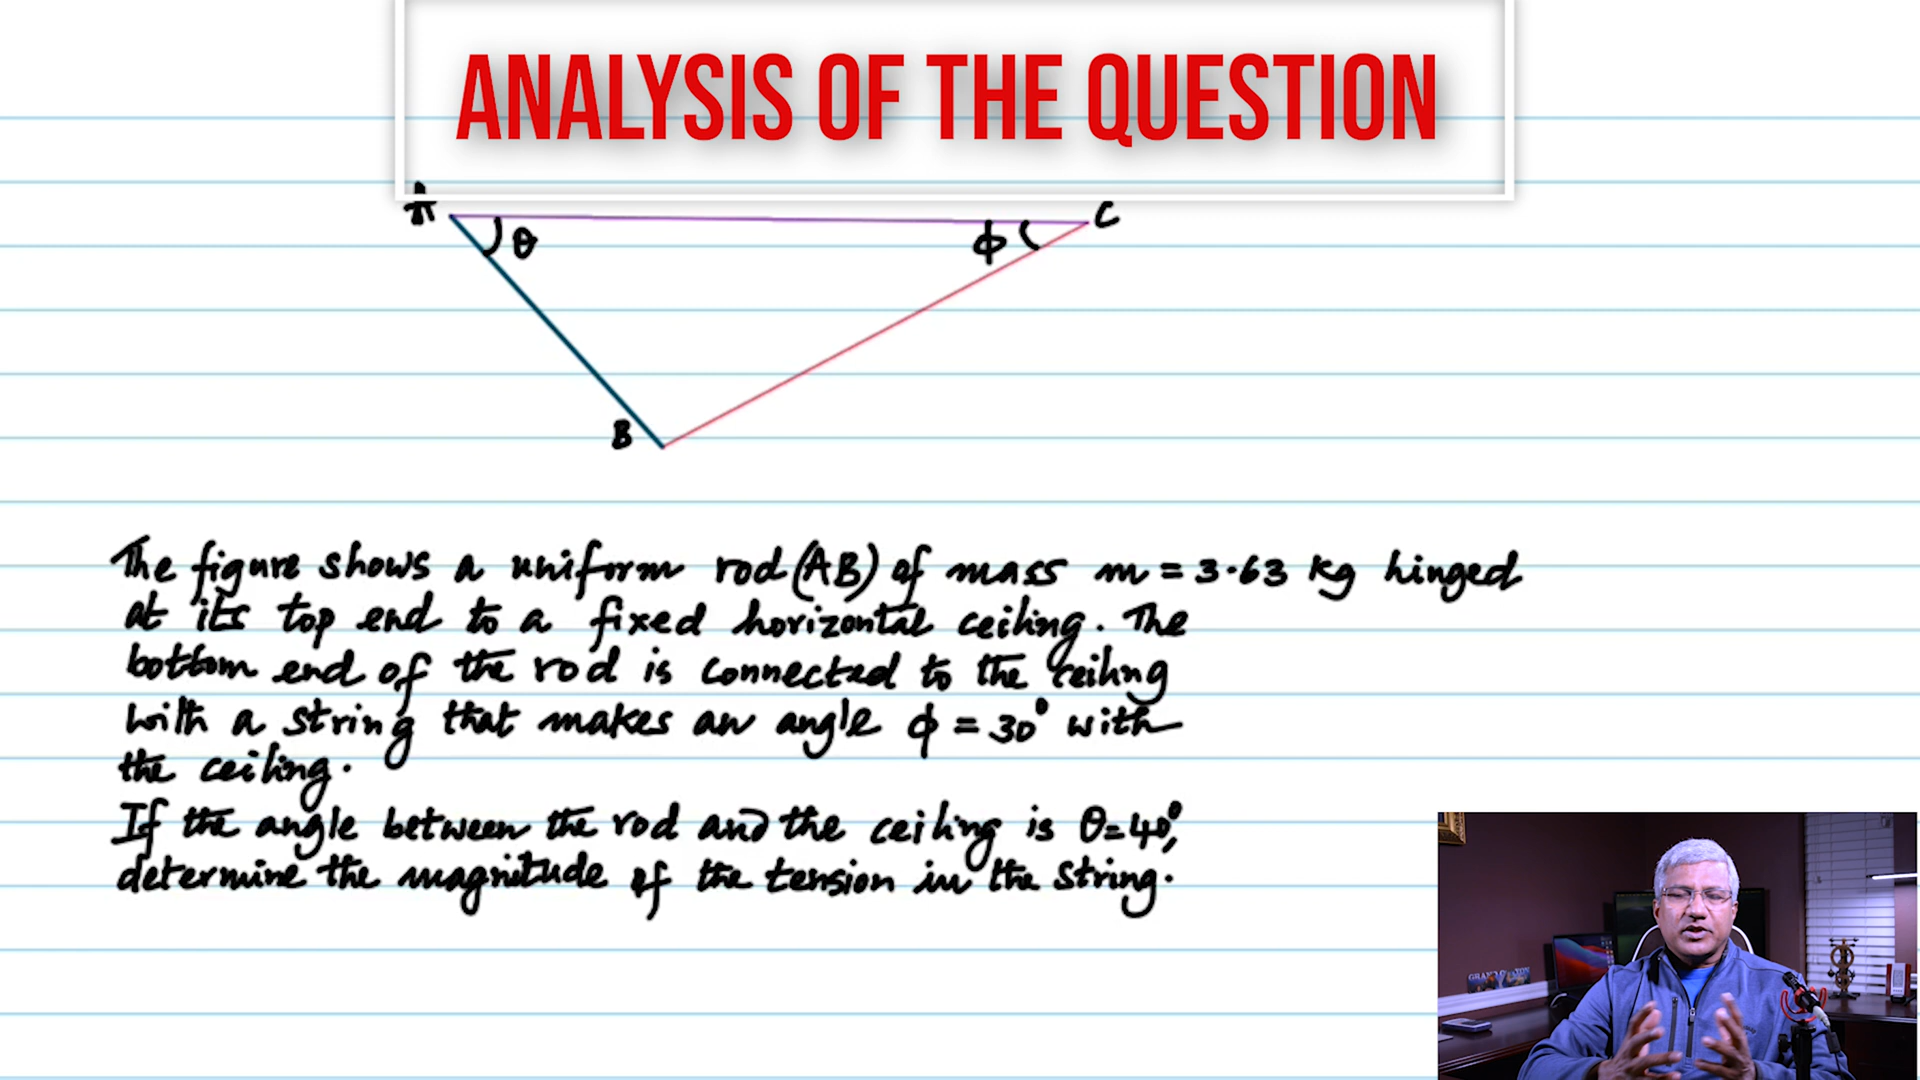 ANALYSIS OF THE QUESTION
A
C
θ
ϕ
B
The figure shows a uniform rod (AB) of mass m = 3.63 kg hinged
at its top end to a fixed horizontal ceiling. The
bottom end of the rod is connected to the ceiling
with a string that makes an angle ϕ = 30° with
the ceiling.
If the angle between the rod and the ceiling is θ=40°,
determine the magnitude of the tension in the string.
GRAND CANYON